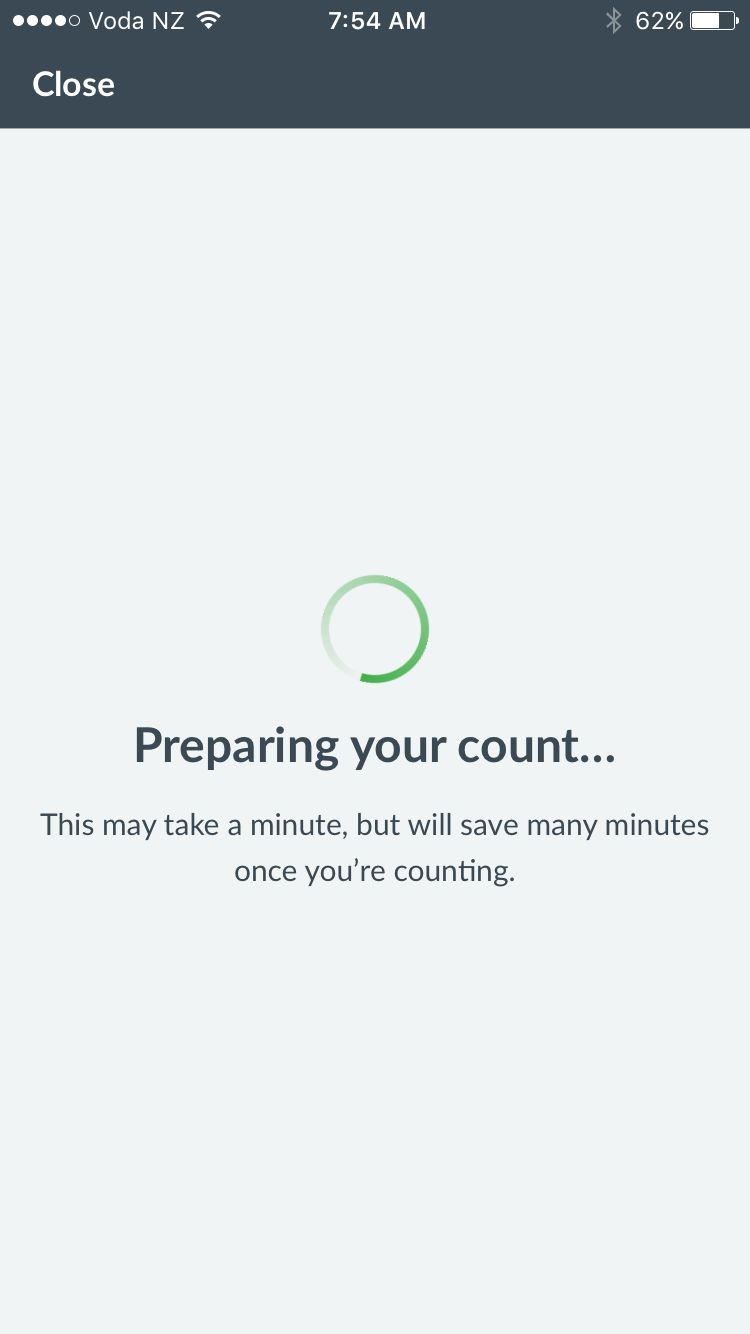 Voda NZ 7:54 AM 62%
Close
Preparing your count...
This may take a minute, but will save many minutes
once you’re counting.